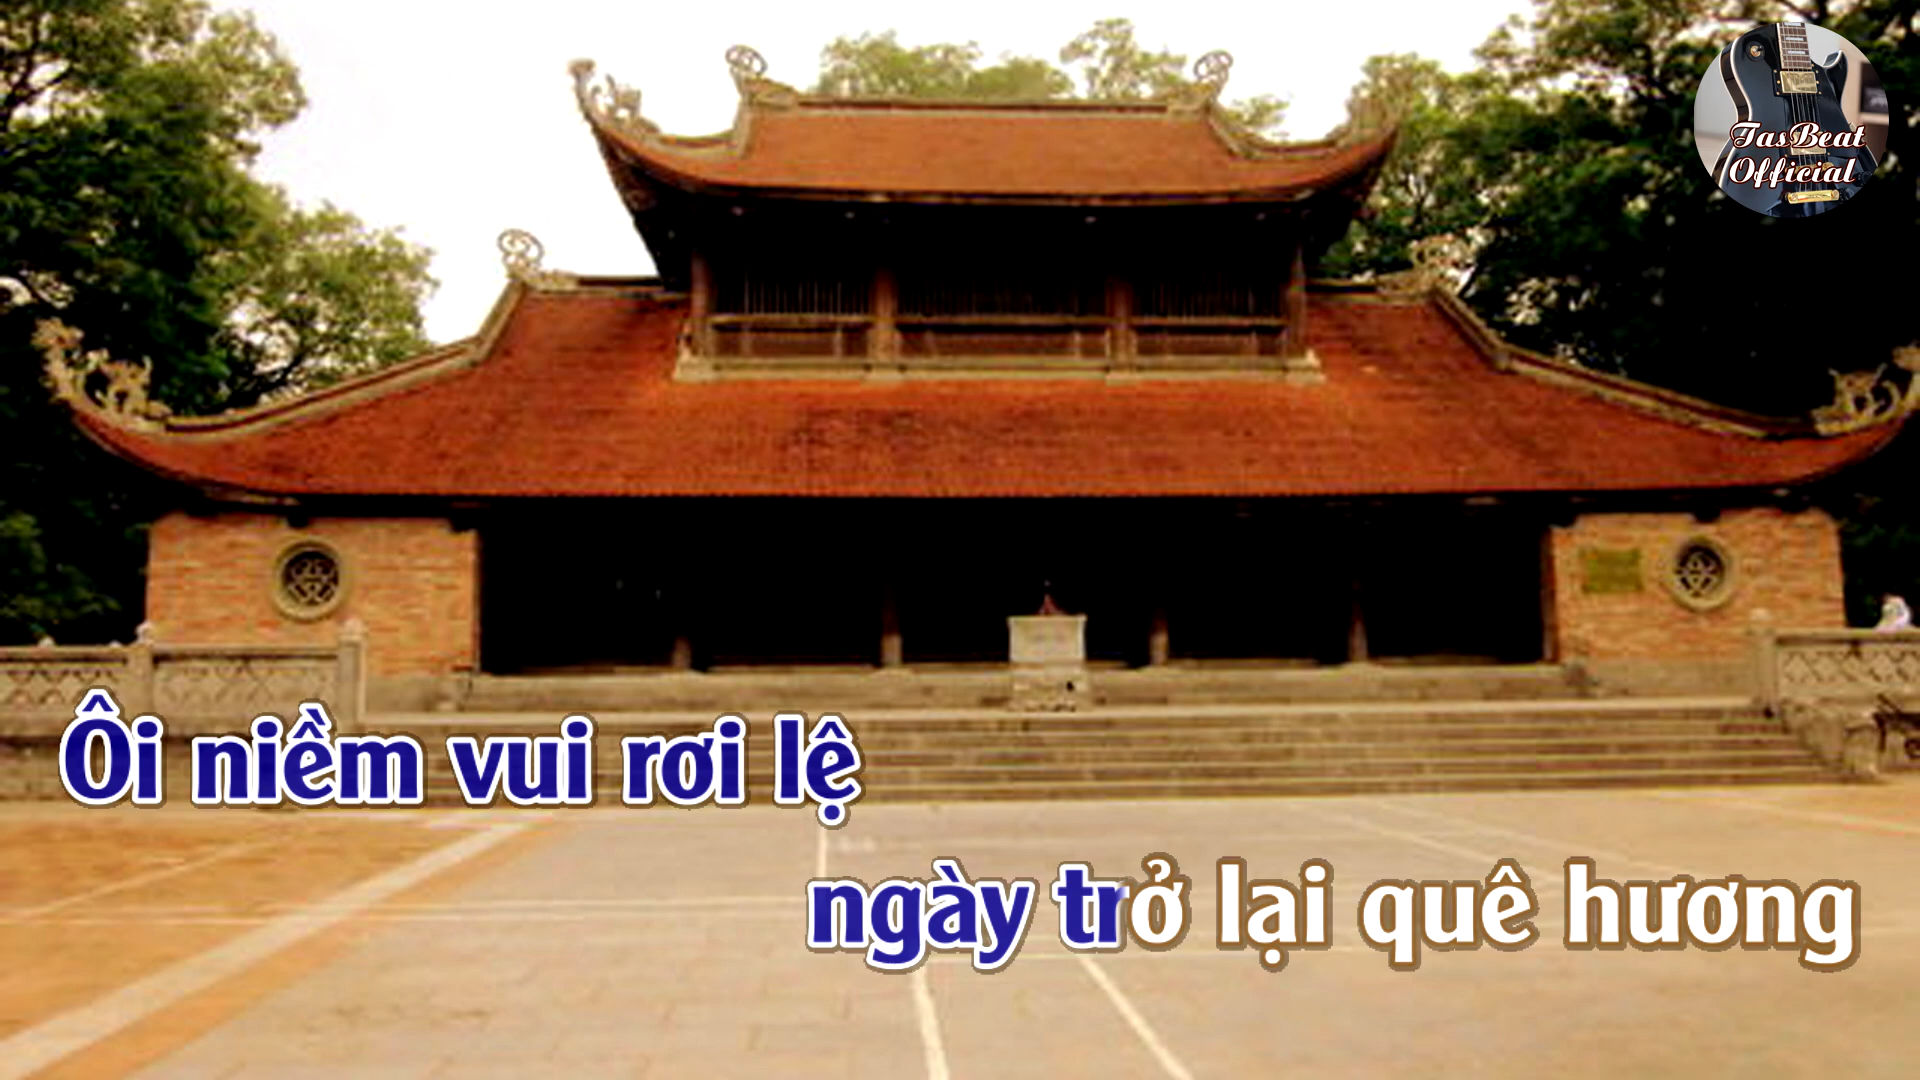 TasBeat
Official
Ôi niềm vui rơi lệ
ngày trở lại quê hương